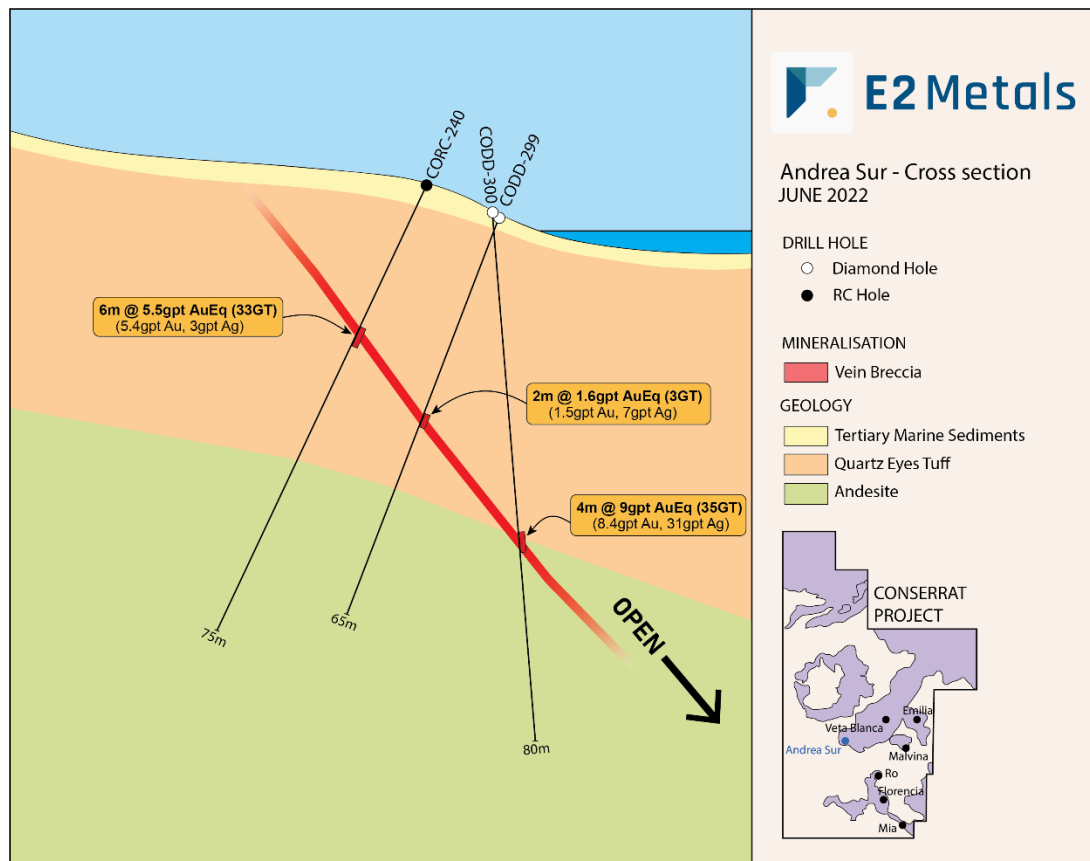 CORC-240
CODD-300
CODD-299
6m @ 5.5gpt AuEq (33GT)
(5.4gpt Au, 3gpt Ag)
2m @ 1.6gpt AuEq (3GT)
(1.5gpt Au, 7gpt Ag)
4m @ 9gpt AuEq (35GT)
(8.4gpt Au, 31gpt Ag)
75m
65m
80m
OPEN
E2 Metals
Andrea Sur - Cross section
JUNE 2022
DRILL HOLE
Diamond Hole
RC Hole
MINERALISATION
Vein Breccia
GEOLOGY
Tertiary Marine Sediments
Quartz Eyes Tuff
Andesite
CONSERRAT
PROJECT
Emilia
Veta Blanca
Andrea Sur
Malvina
Ro
Florencia
Mia